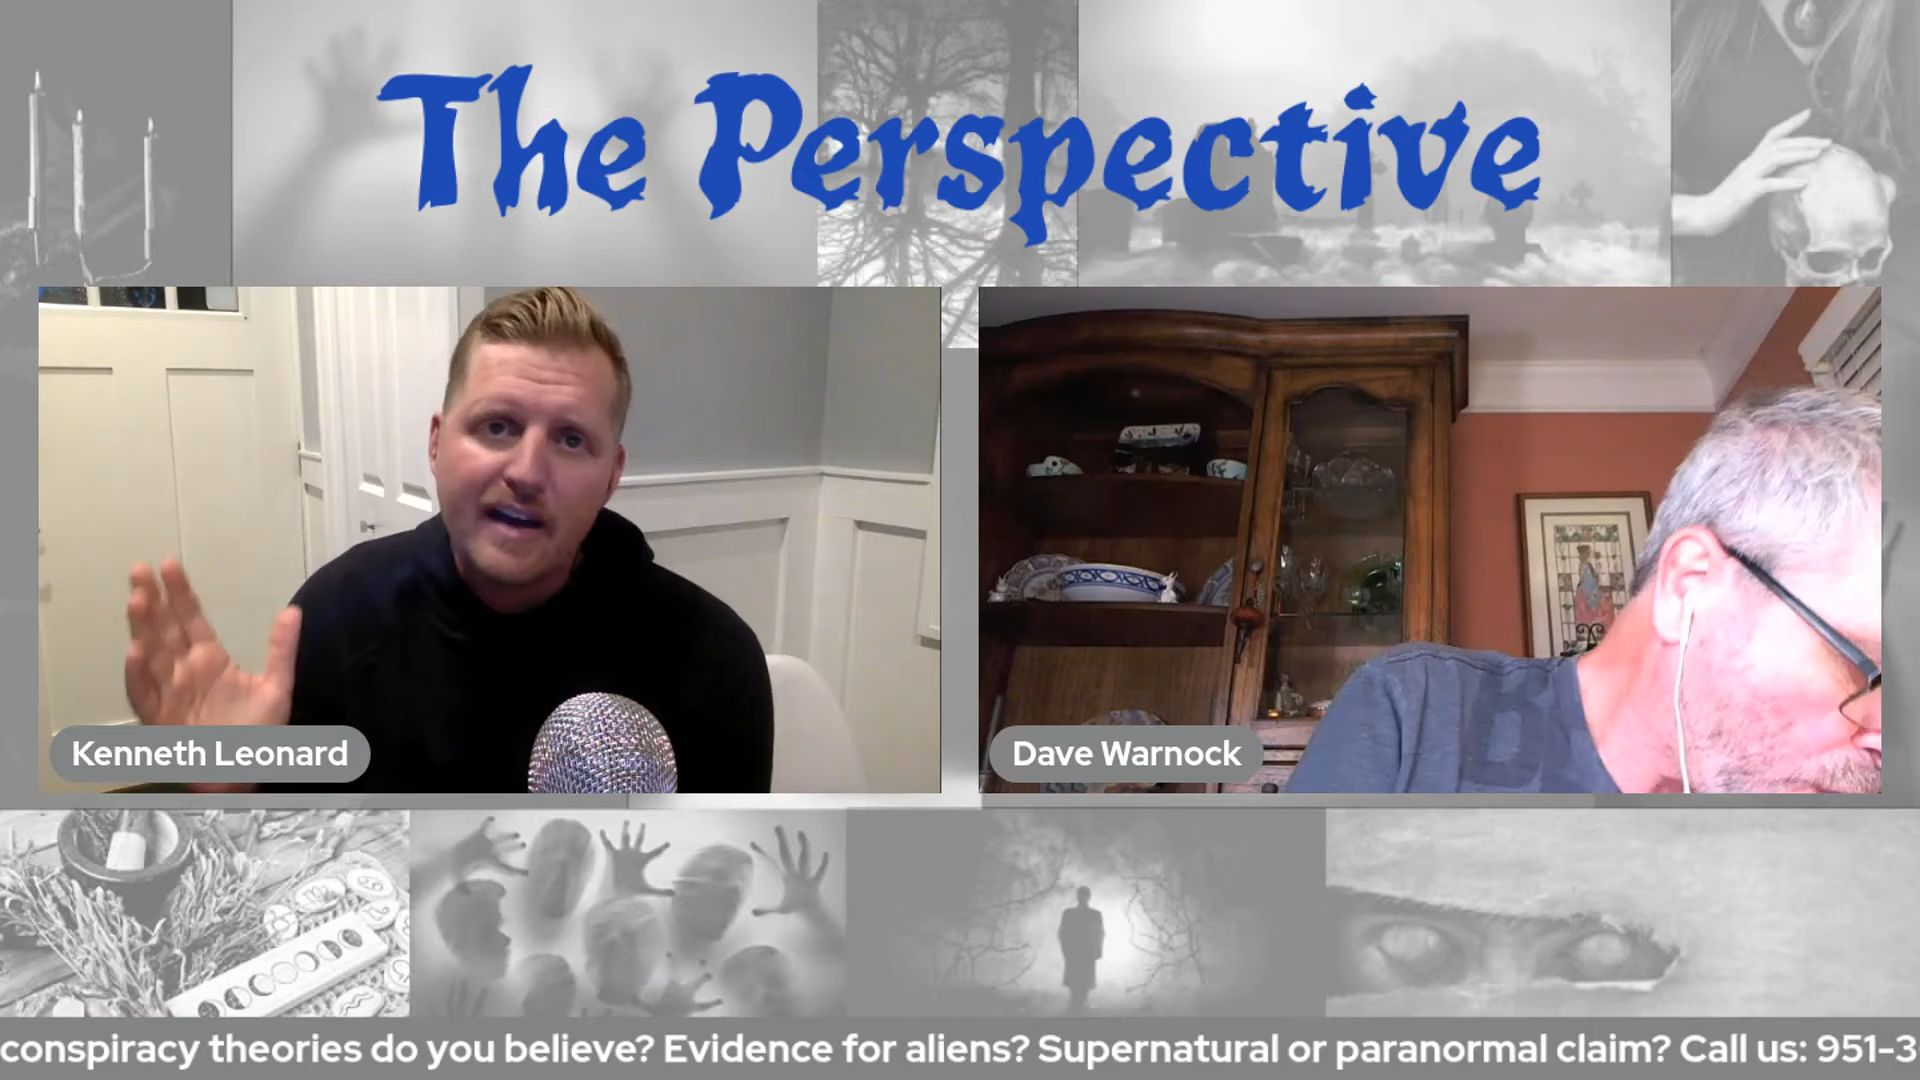 The Perspective
Kenneth Leonard
Dave Warnock
conspiracy theories do you believe? Evidence for aliens? Supernatural or paranormal claim? Call us: 951-3